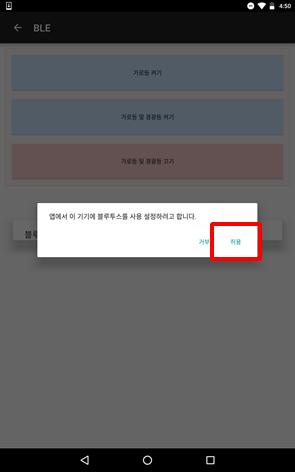 4:50
BLE
가로등 켜기
가로등 및 경광등 켜기
가로등 및 경광등 끄기
앱에서 이 기기에 블루투스를 사용 설정하려고 합니다.
거부
허용
블루